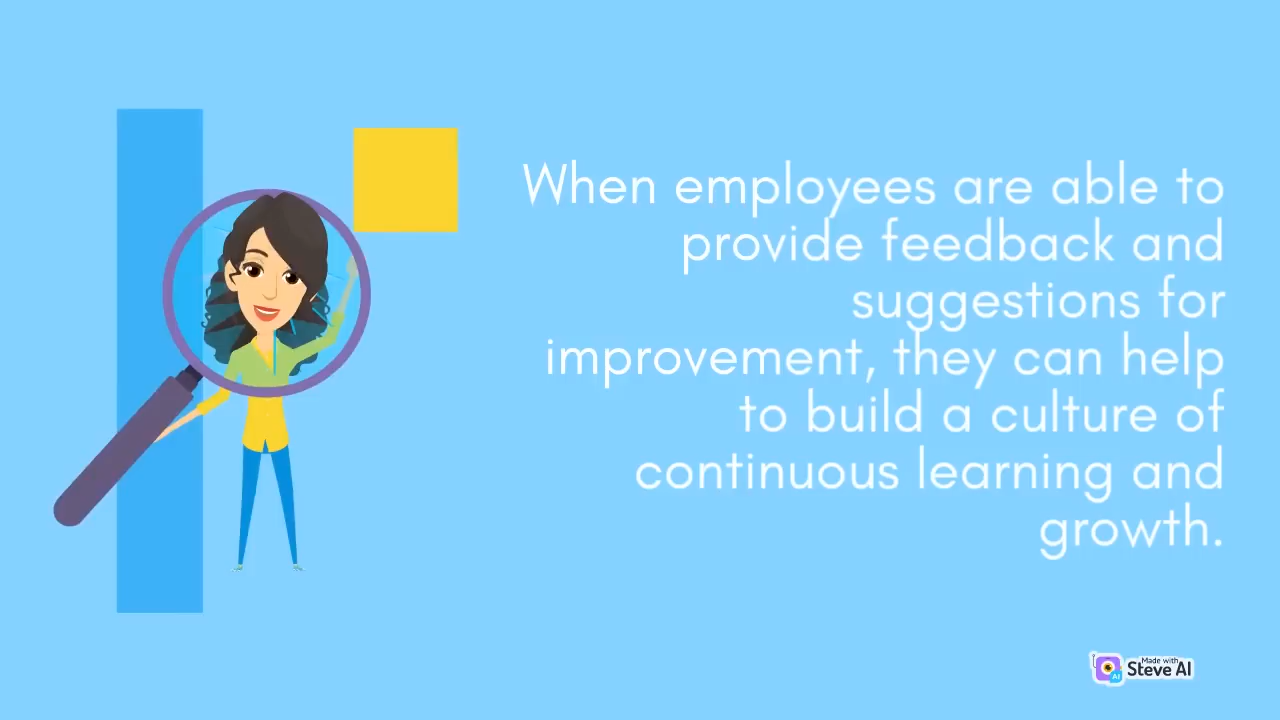 When employees are able to
provide feedback and
suggestions for
improvement, they can help
to build a culture of
continuous learning and
growth.
Made with
Steve AI
AI